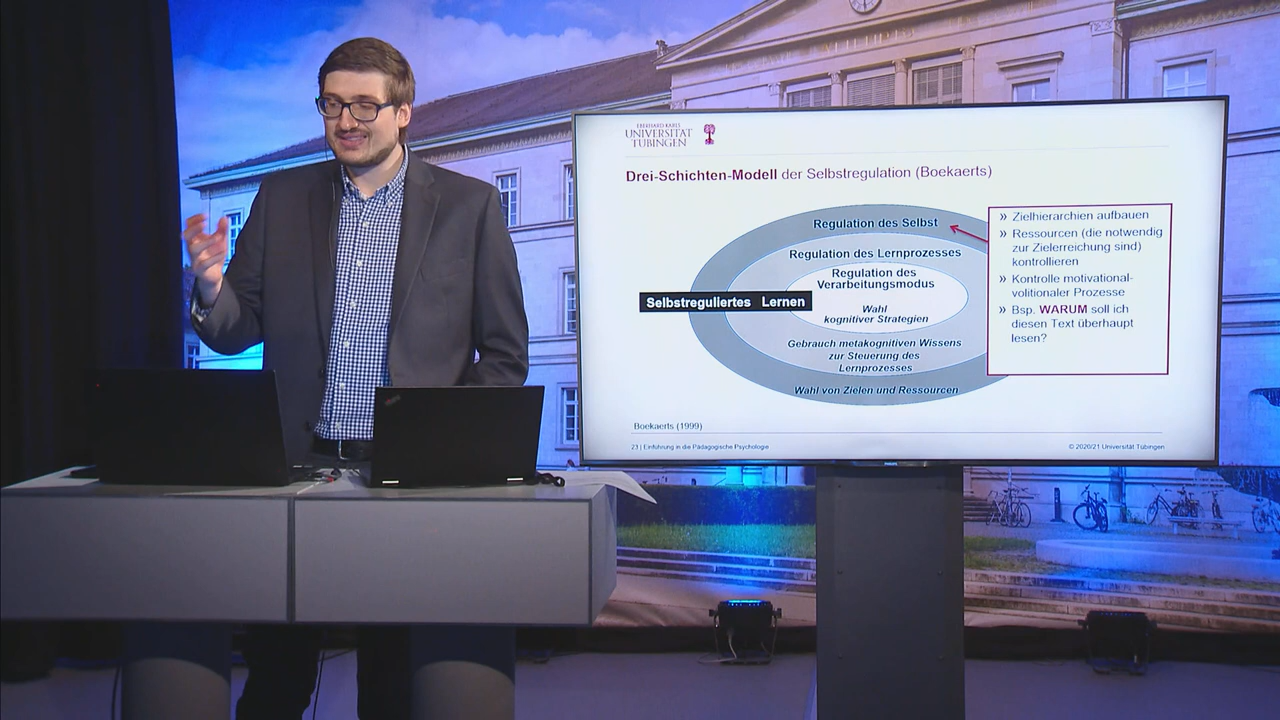 EBERHARD KARLS
UNIVERSITÄT
TÜBINGEN
Drei-Schichten-Modell der Selbstregulation (Boekaerts)
Regulation des Selbst
Regulation des Lernprozesses
Regulation des
Verarbeitungsmodus
Selbstreguliertes Lernen
Wahl
kognitiver Strategien
Gebrauch metakognitiven Wissens
zur Steuerung des
Lernprozesses
Wahl von Zielen und Ressourcen
» Zielhierarchien aufbauen
» Ressourcen (die notwendig
zur Zielerreichung sind)
kontrollieren
» Kontrolle motivational-
volitionaler Prozesse
» Bsp. WARUM soll ich
diesen Text überhaupt
lesen?
Boekaerts (1999)
23 | Einführung in die Pädagogische Psychologie
© 2020/21 Universität Tübingen